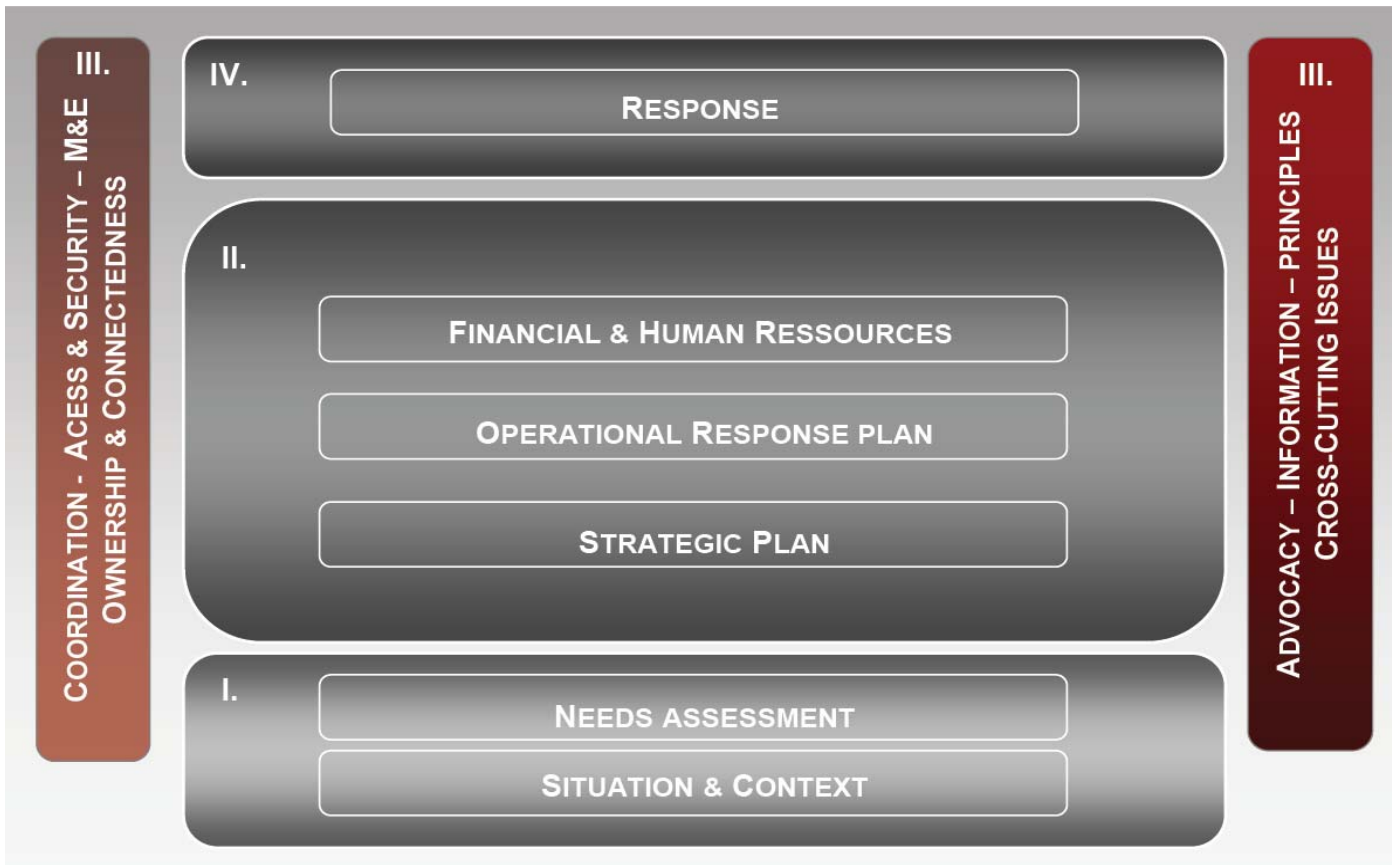 III.
COORDINATION - ACESS & SECURITY – M&E
OWNERSHIP & CONNECTEDNESS
IV.
RESPONSE
II.
FINANCIAL & HUMAN RESSOURCES
OPERATIONAL RESPONSE PLAN
STRATEGIC PLAN
I.
NEEDS ASSESSMENT
SITUATION & CONTEXT
III.
ADVOCACY – INFORMATION – PRINCIPLES
CROSS-CUTTING ISSUES